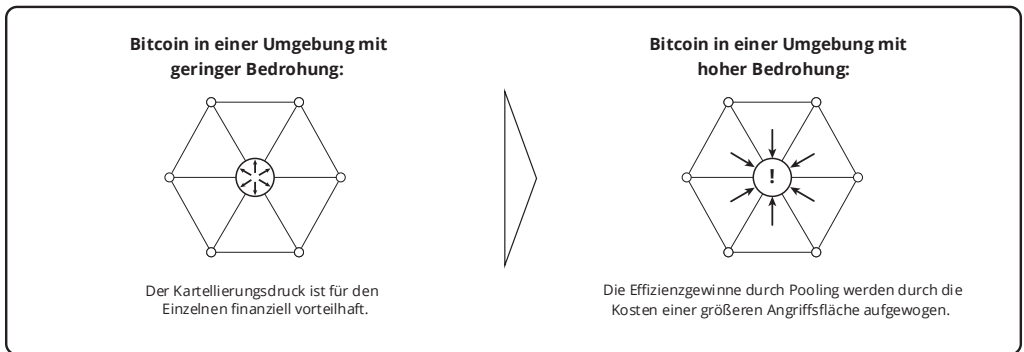 Bitcoin in einer Umgebung mit
geringer Bedrohung:
Der Kartellierungsdruck ist für den
Einzelnen finanziell vorteilhaft.
Bitcoin in einer Umgebung mit
hoher Bedrohung:
!
Die Effizienzgewinne durch Pooling werden durch die
Kosten einer größeren Angriffsfläche aufgewogen.